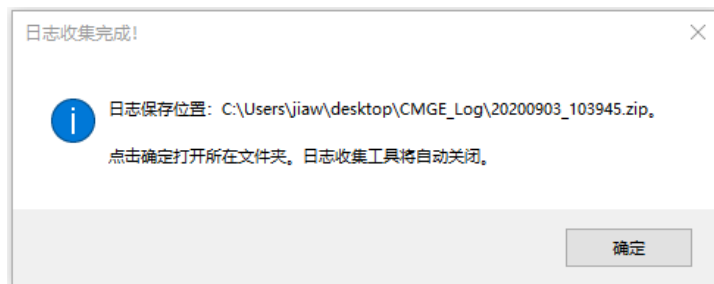 日志收集完成!
日志保存位置：C:\Users\jiaw\desktop\CMGE_Log\20200903_103945.zip。
点击确定打开所在文件夹。日志收集工具将自动关闭。
确定